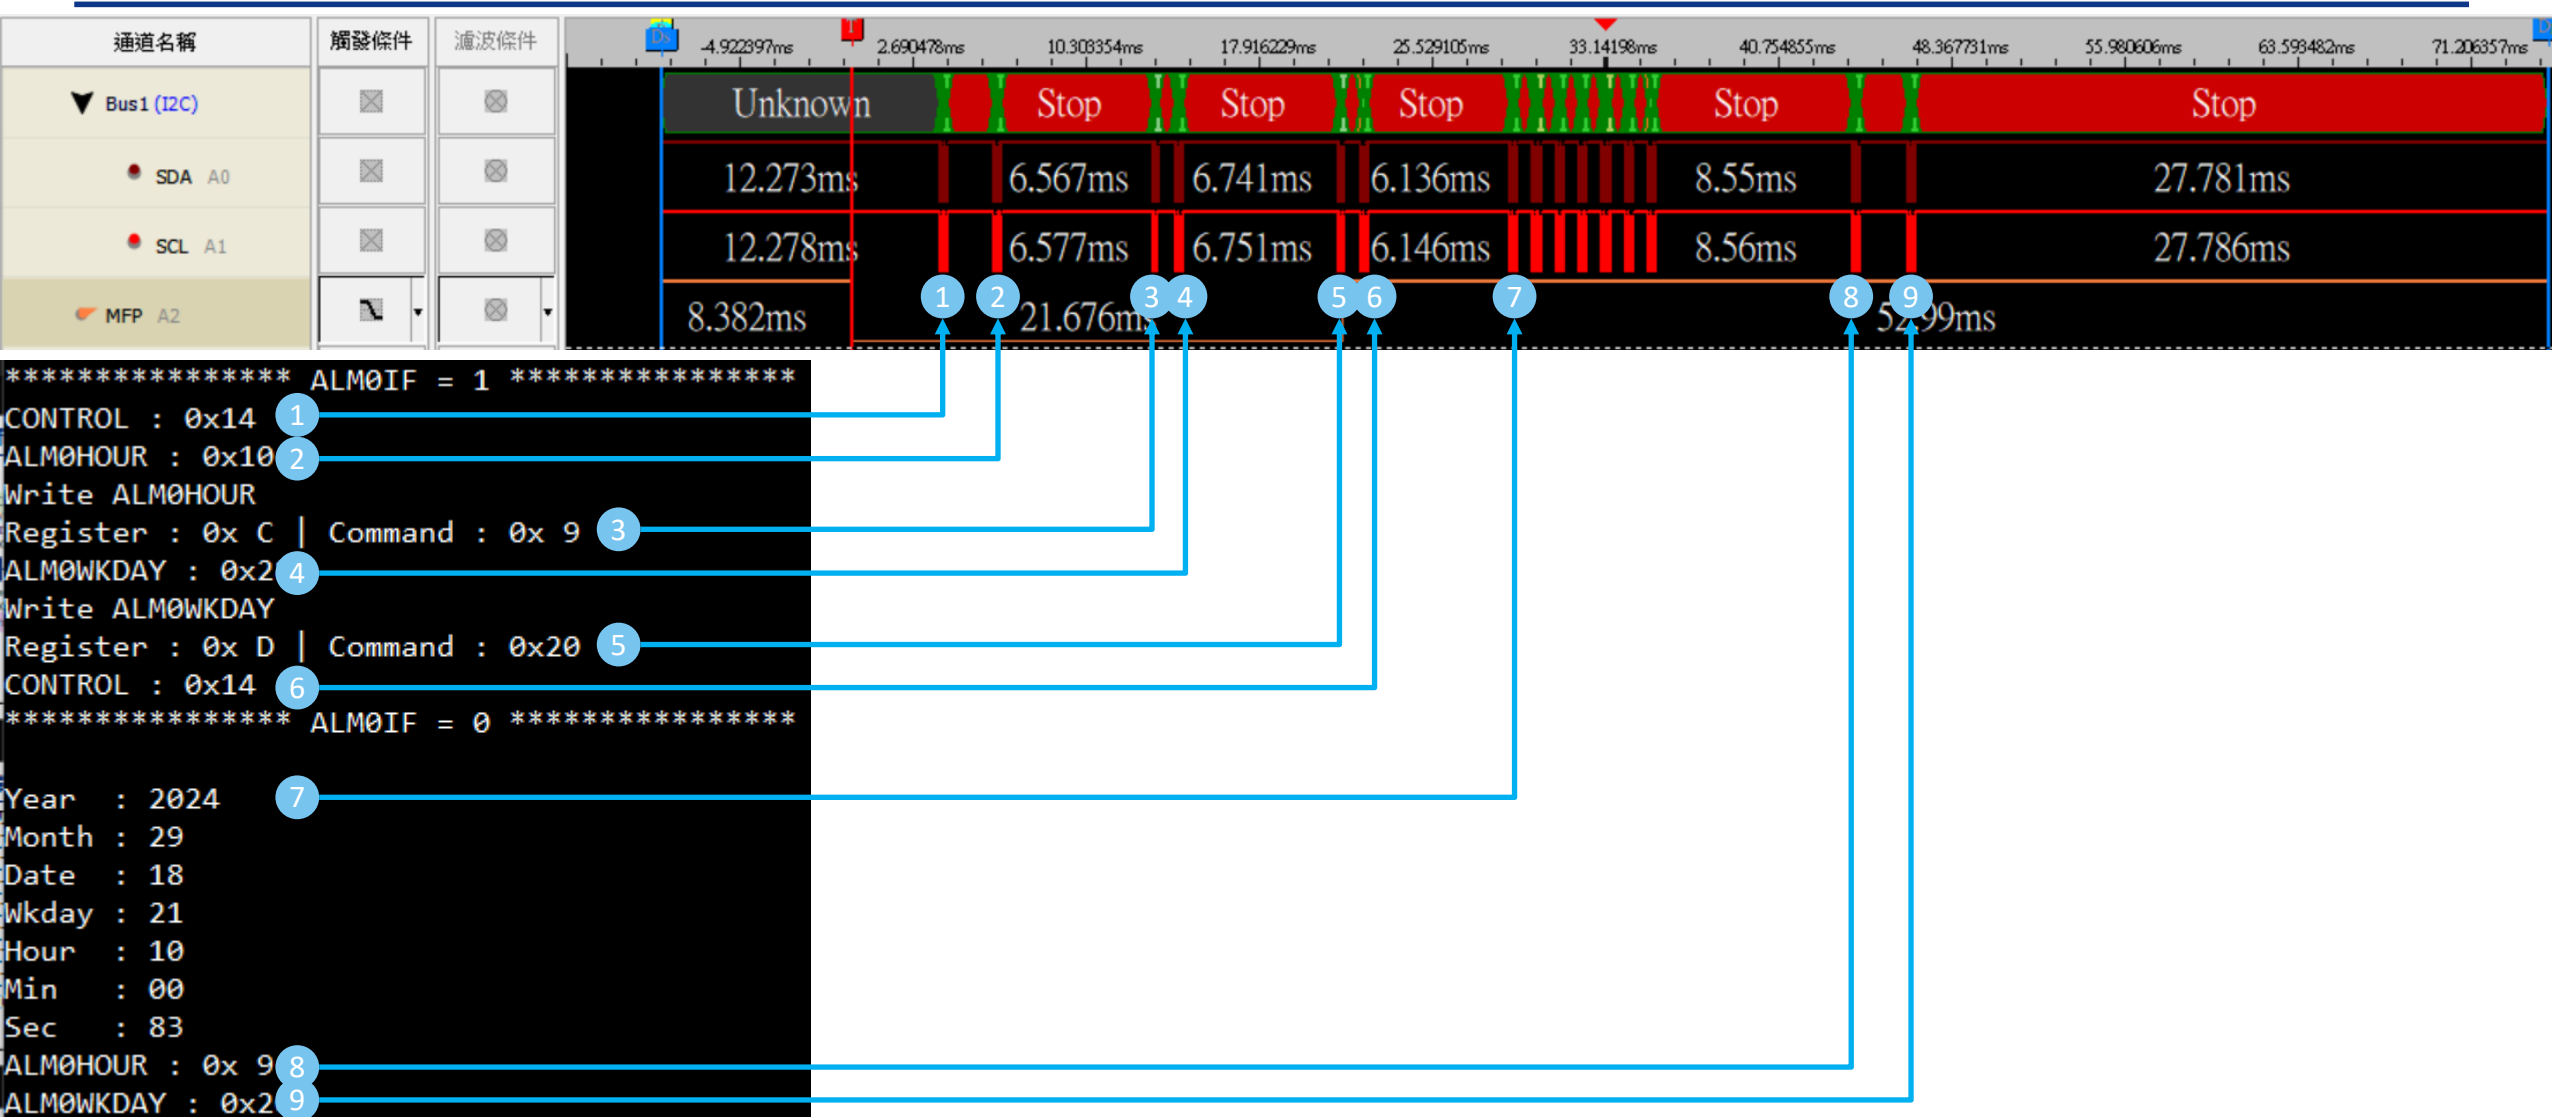 通道名稱 觸發條件 濾波條件 -4.922397ms 2.690478ms 10.303354ms 17.916229ms 25.529105ms 33.14198ms 40.754855ms 48.367731ms 55.980606ms 63.593482ms 71.206357ms
Bus1 (I2C) Unknown Stop Stop Stop Stop Stop
SDA A0 12.273ms 6.567ms 6.741ms 6.136ms 8.55ms 27.781ms
SCL A1 12.278ms 6.577ms 6.751ms 6.146ms 8.56ms 27.786ms
1 2 3 4 5 6 7 8 9
MFP A2 8.382ms 21.676ms
**************** ALM0IF = 1 ****************
CONTROL : 0x14 1
ALM0HOUR : 0x10 2
Write ALM0HOUR
Register : 0x C | Command : 0x 9 3
ALM0WKDAY : 0x2 4
Write ALM0WKDAY
Register : 0x D | Command : 0x20 5
CONTROL : 0x14 6
**************** ALM0IF = 0 ****************
Year : 2024 7
Month : 29
Date : 18
Wkday : 21
Hour : 10
Min : 00
Sec : 83
ALM0HOUR : 0x 9 8
ALM0WKDAY : 0x2 9